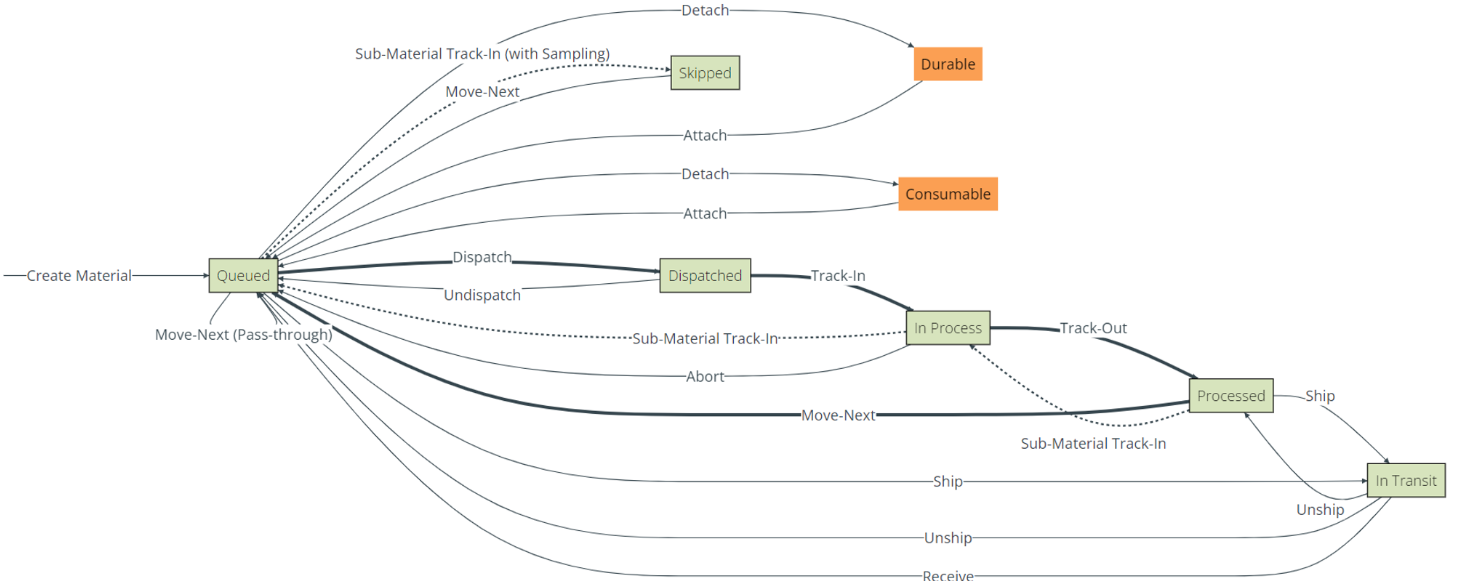 Detach
Sub-Material Track-In (with Sampling)
Durable
Skipped
Move-Next
Attach
Detach
Consumable
Attach
Dispatch
Create Material
Queued
Dispatched
Track-In
Undispatch
Move-Next (Pass-through)
Sub-Material Track-In
In Process
Track-Out
Abort
Processed
Ship
Move-Next
Sub-Material Track-In
Ship
In Transit
Unship
Unship
Receive